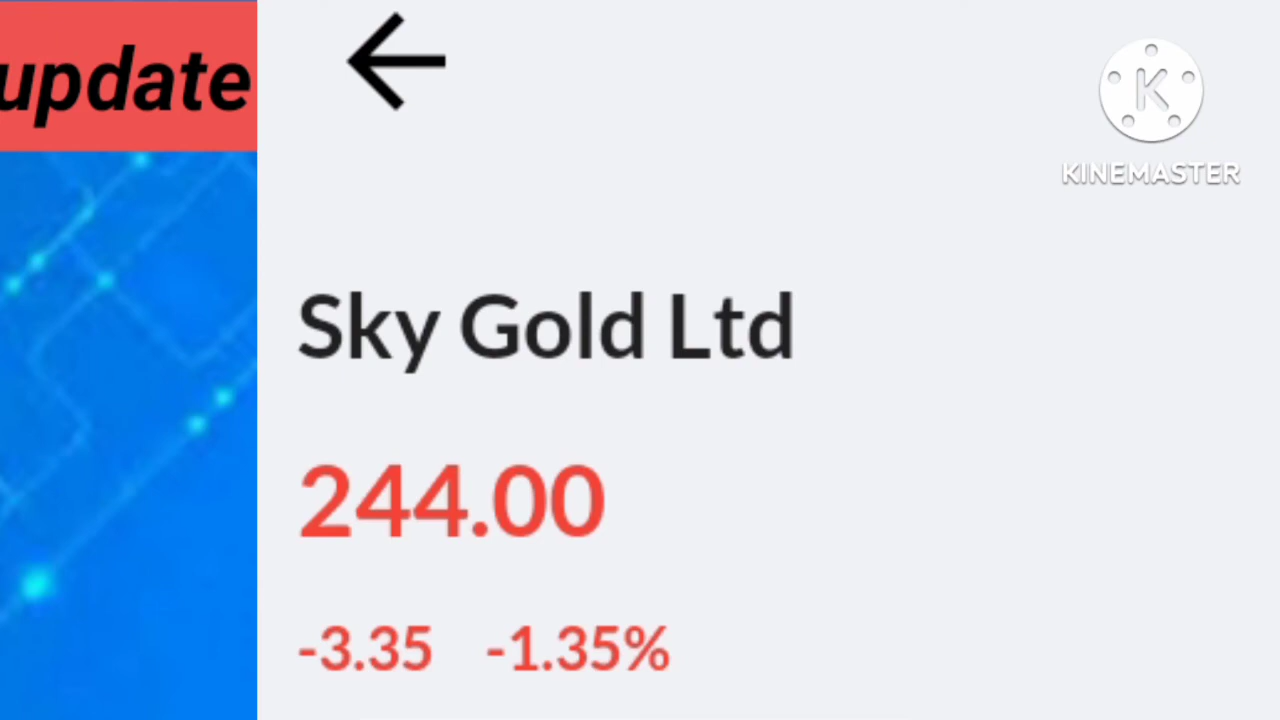 update
K
KINEMASTER
Sky Gold Ltd
244.00
-3.35 -1.35%